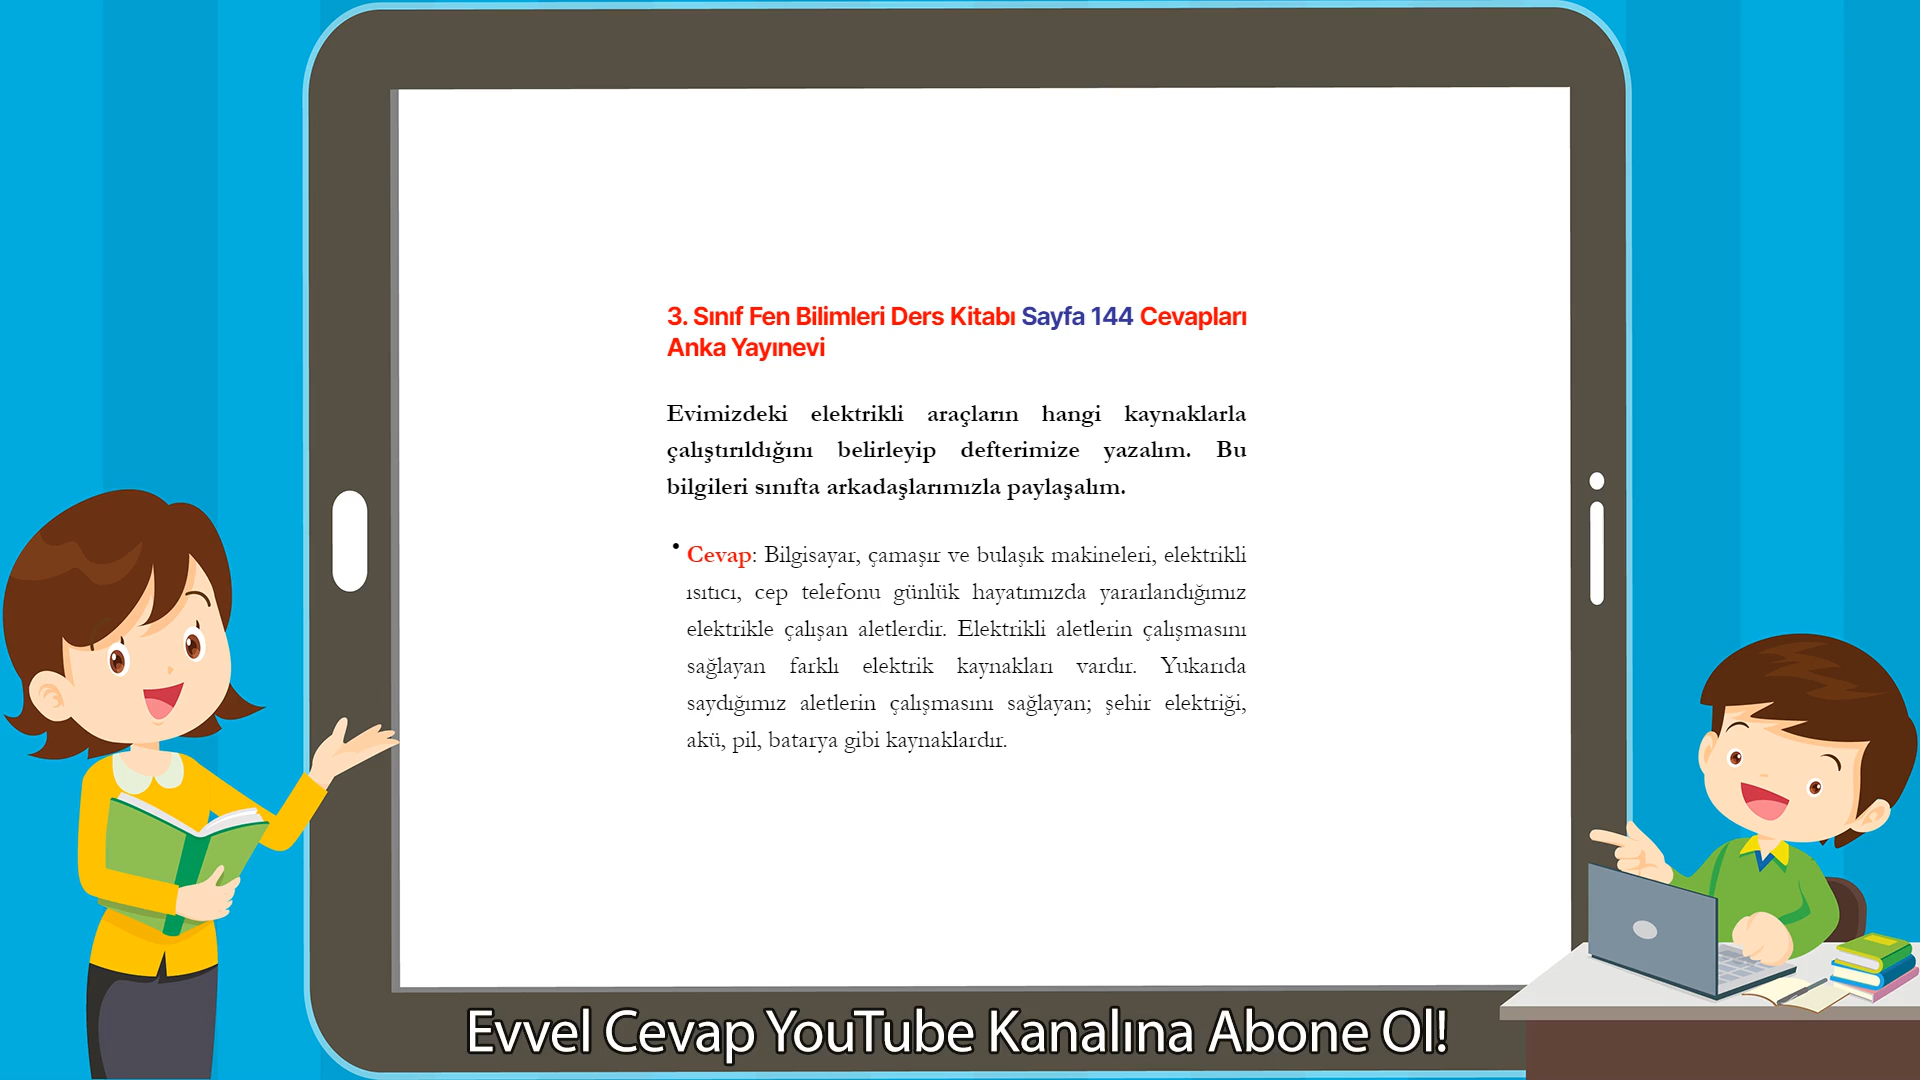 3. Sınıf Fen Bilimleri Ders Kitabı Sayfa 144 Cevapları
Anka Yayınevi
Evimizdeki elektrikli araçların hangi kaynaklarla
çalıştırıldığını belirleyip defterimize yazalım. Bu
bilgileri sınıfta arkadaşlarımızla paylaşalım.
• Cevap: Bilgisayar, çamaşır ve bulaşık makineleri, elektrikli
ısıtıcı, cep telefonu günlük hayatımızda yararlandığımız
elektrikle çalışan aletlerdir. Elektrikli aletlerin çalışmasını
sağlayan farklı elektrik kaynakları vardır. Yukarıda
saydığımız aletlerin çalışmasını sağlayan; şehir elektriği,
akü, pil, batarya gibi kaynaklardır.
Evvel Cevap YouTube Kanalına Abone Ol!